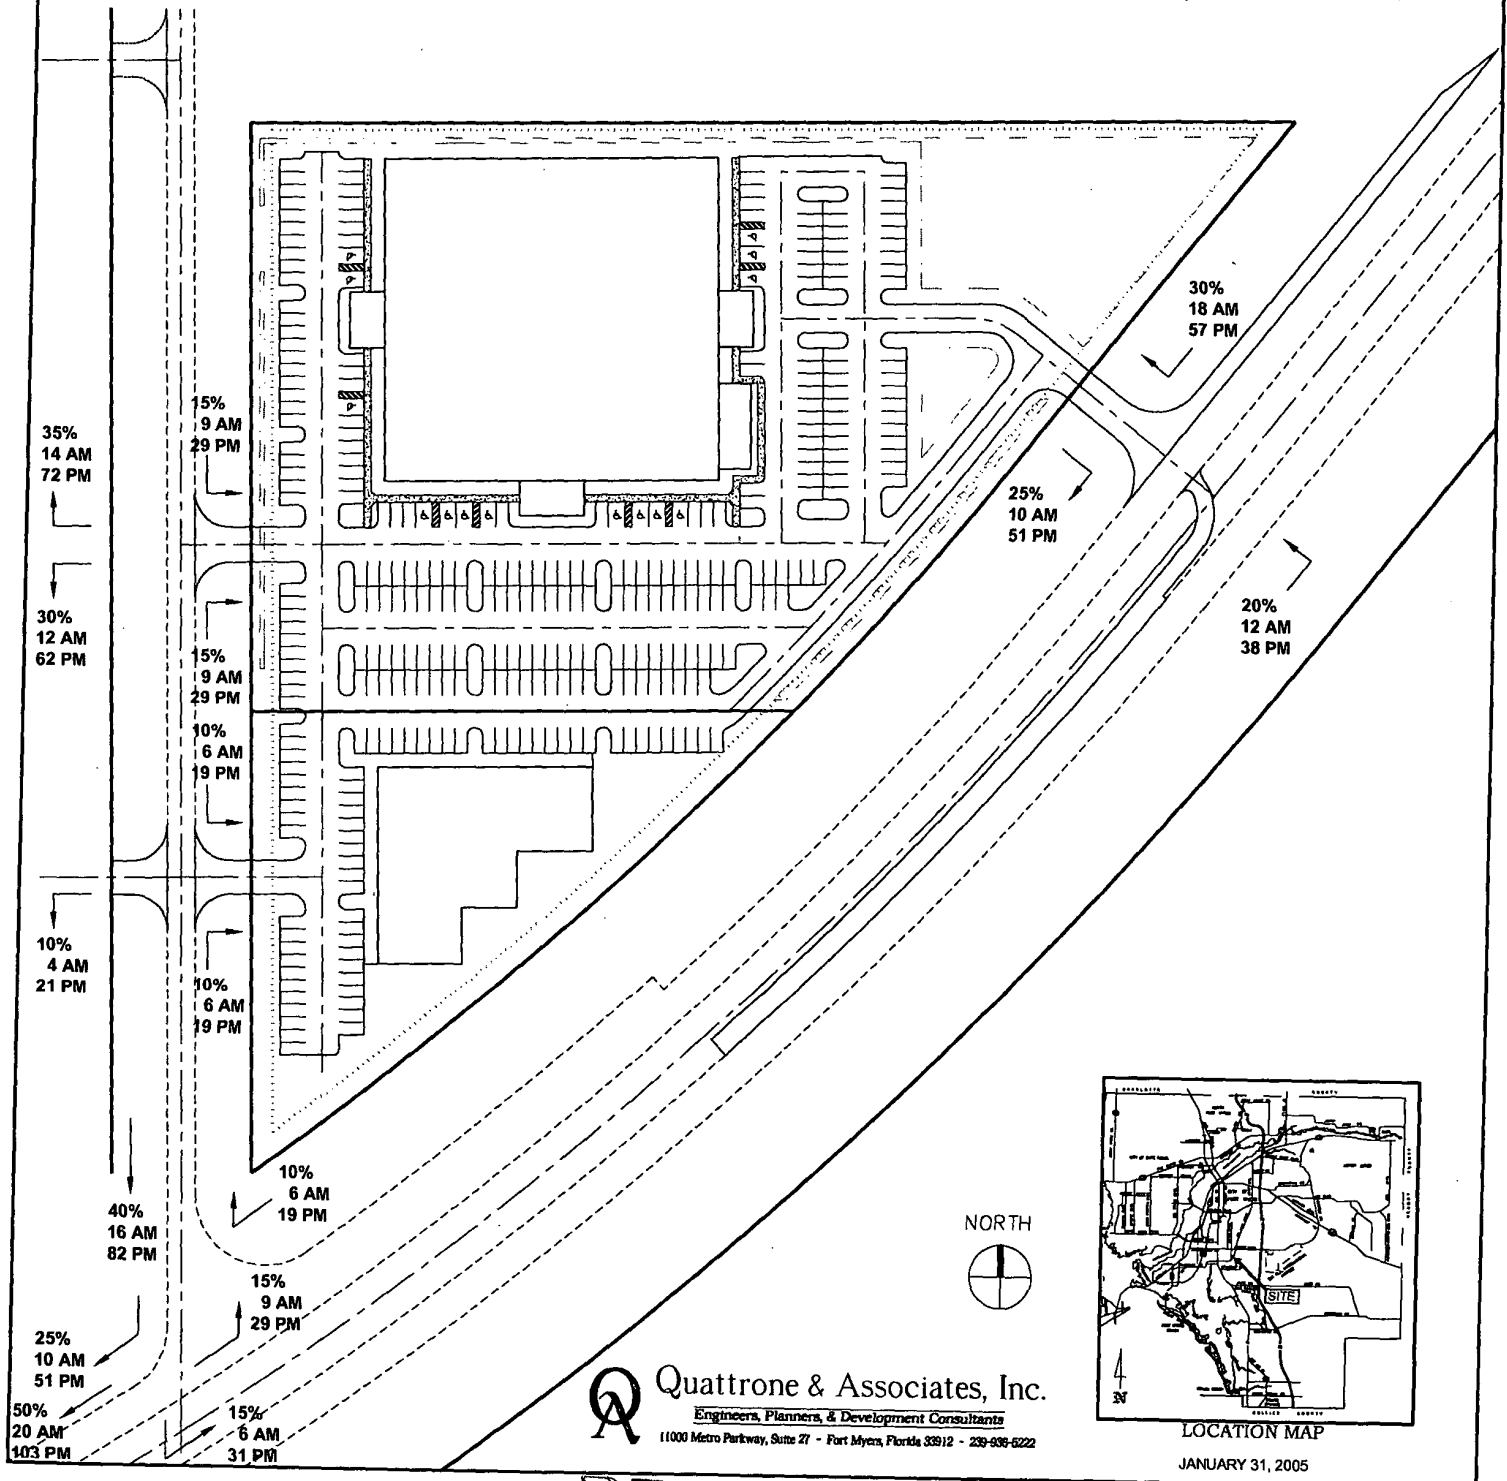 30%
18 AM
57 PM
15%
9 AM
29 PM
35%
14 AM
72 PM
25%
10 AM
51 PM
30%
12 AM
62 PM
20%
12 AM
38 PM
15%
9 AM
29 PM
10%
6 AM
19 PM
10%
4 AM
21 PM
10%
6 AM
19 PM
10%
6 AM
19 PM
40%
16 AM
82 PM
15%
9 AM
29 PM
25%
10 AM
51 PM
50%
20 AM
103 PM
15%
6 AM
31 PM
NORTH
SITE
N
LOCATION MAP
JANUARY 31, 2005
QA
Quattrone & Associates, Inc.
Engineers, Planners, & Development Consultants
11000 Metro Parkway, Suite 27 - Fort Myers, Florida 33912 - 239-936-5222